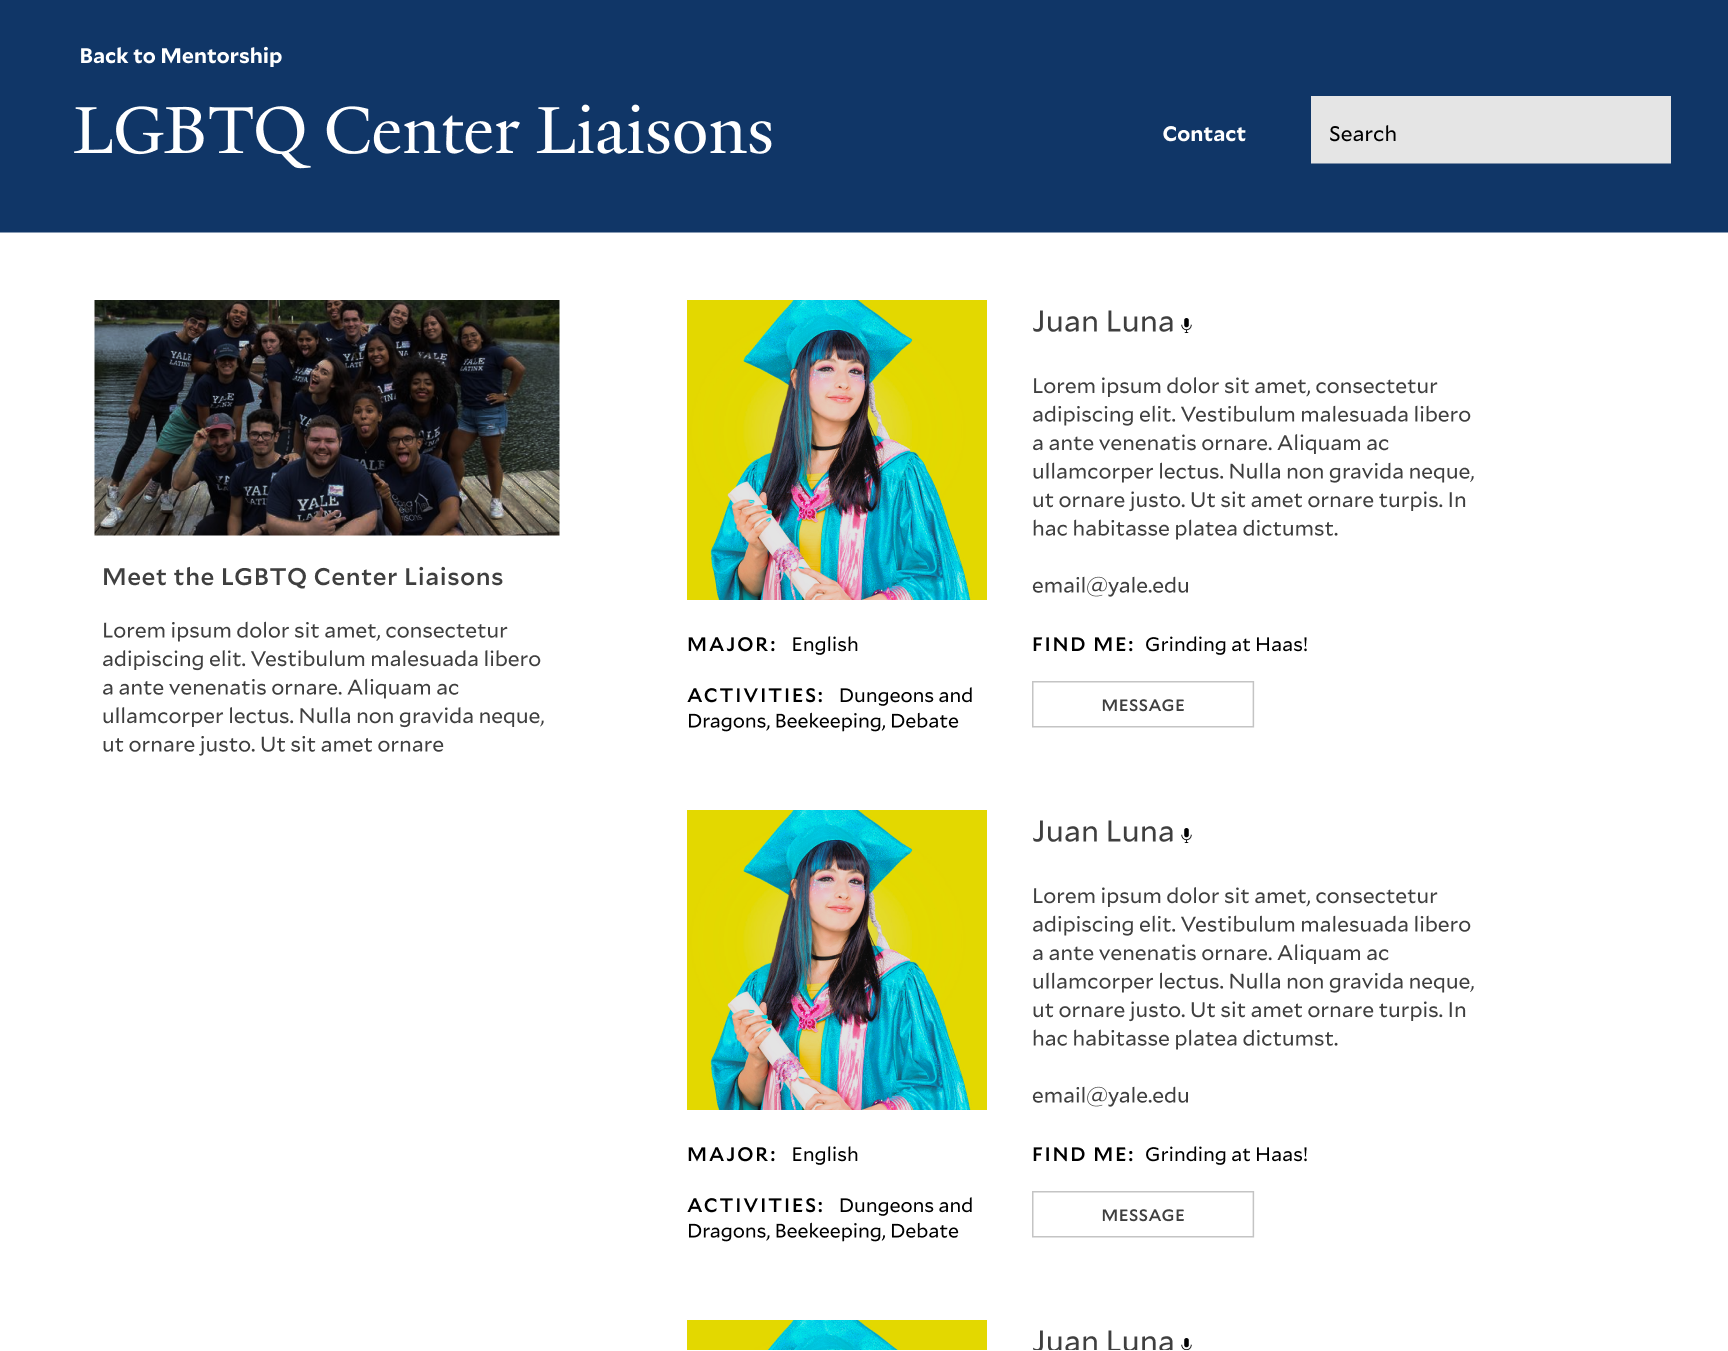 Back to Mentorship
LGBTQ Center Liaisons
Contact
Search
YALE
LATINX
YALE
YALE
LATINX
YALE
YALE
YALE
Meet the LGBTQ Center Liaisons
Lorem ipsum dolor sit amet, consectetur
adipiscing elit. Vestibulum malesuada libero
a ante venenatis ornare. Aliquam ac
ullamcorper lectus. Nulla non gravida neque,
ut ornare justo. Ut sit amet ornare
Juan Luna
Lorem ipsum dolor sit amet, consectetur
adipiscing elit. Vestibulum malesuada libero
a ante venenatis ornare. Aliquam ac
ullamcorper lectus. Nulla non gravida neque,
ut ornare justo. Ut sit amet ornare turpis. In
hac habitasse platea dictumst.
email@yale.edu
MAJOR: English
ACTIVITIES: Dungeons and
Dragons, Beekeeping, Debate
FIND ME: Grinding at Haas!
MESSAGE
Juan Luna
Lorem ipsum dolor sit amet, consectetur
adipiscing elit. Vestibulum malesuada libero
a ante venenatis ornare. Aliquam ac
ullamcorper lectus. Nulla non gravida neque,
ut ornare justo. Ut sit amet ornare turpis. In
hac habitasse platea dictumst.
email@yale.edu
MAJOR: English
ACTIVITIES: Dungeons and
Dragons, Beekeeping, Debate
FIND ME: Grinding at Haas!
MESSAGE
Juan Luna